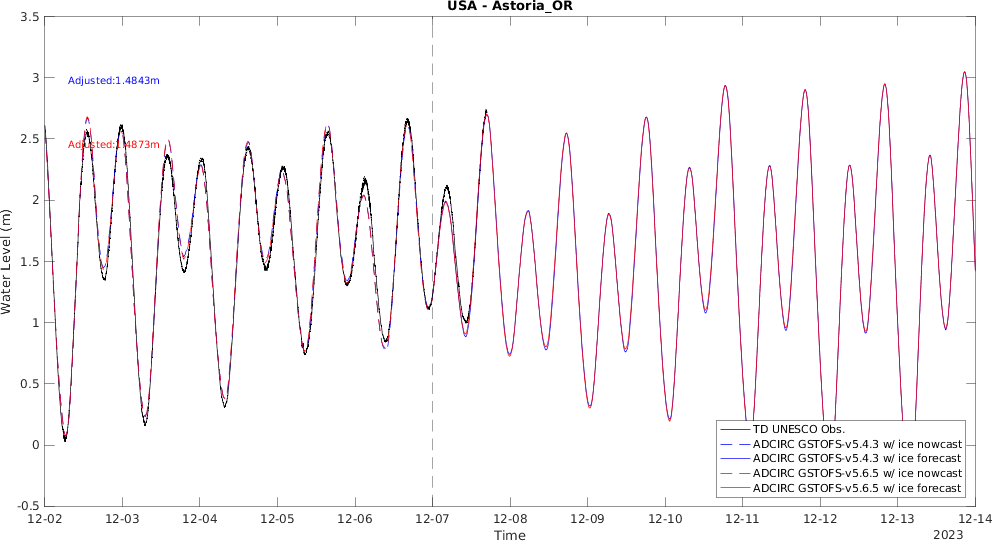 USA - Astoria_OR
3.5
3
2.5
2
1.5
1
0.5
0
-0.5
Water Level (m)
Adjusted:1.4843m
Adjusted:1.4873m
TD UNESCO Obs.
ADCIRC GSTOFS-v5.4.3 w/ ice nowcast
ADCIRC GSTOFS-v5.4.3 w/ ice forecast
ADCIRC GSTOFS-v5.6.5 w/ ice nowcast
ADCIRC GSTOFS-v5.6.5 w/ ice forecast
12-02 12-03 12-04 12-05 12-06 12-07 12-08 12-09 12-10 12-11 12-12 12-13 12-14
Time
2023